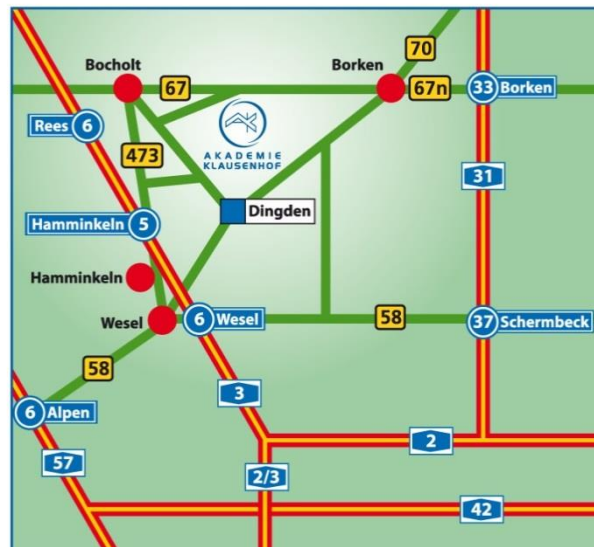 70
Bocholt
67
Borken
67n
33 Borken
Rees 6
AKADEMIE
KLAUSENHOF
473
31
Dingden
Hamminkeln 5
Hamminkeln
Wesel
6 Wesel
58
37 Schermbeck
58
3
6 Alpen
2
57
2/3
42